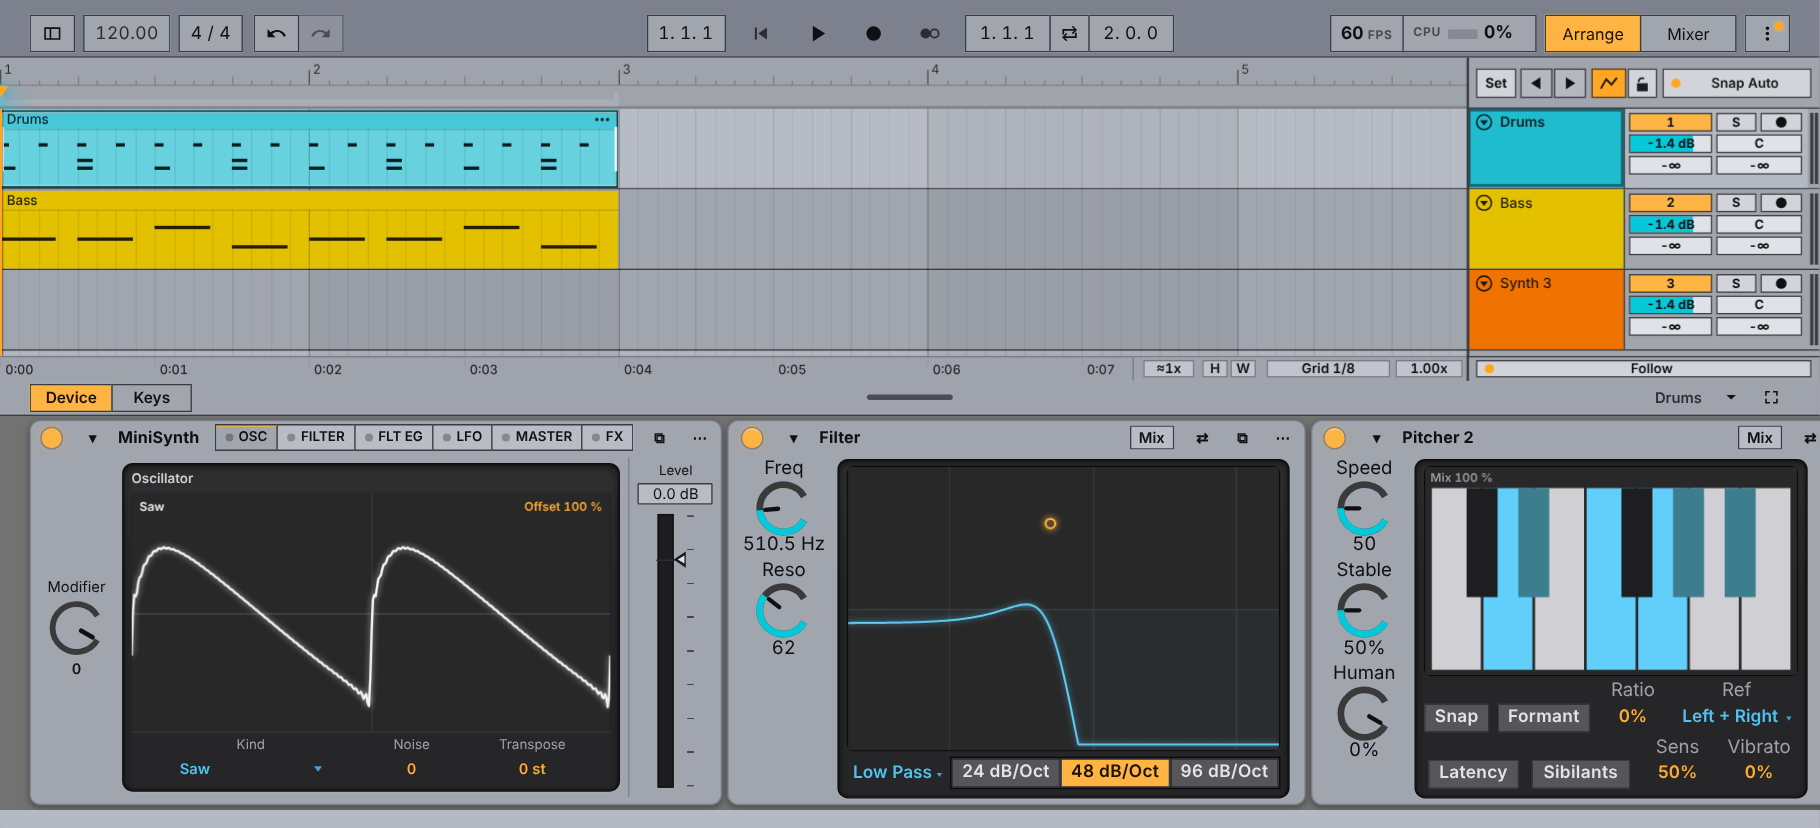 120.00 4 / 4 1. 1. 1 1. 1. 1 2. 0. 0 60 FPS CPU 0% Arrange Mixer
1 2 3 4 5 Set Snap Auto
Drums Drums 1 S
-1.4 dB C
-∞ -∞
Bass Bass 2 S
-1.4 dB C
-∞ -∞
Synth 3 3 S
-1.4 dB C
-∞ -∞
0:00 0:01 0:02 0:03 0:04 0:05 0:06 0:07 ≈1x H W Grid 1/8 1.00x Follow
Device Keys Drums
MiniSynth OSC FILTER FLT EG LFO MASTER FX
Level
0.0 dB
Oscillator
Saw Offset 100 %
Modifier
0
Kind Noise Transpose
Saw 0 0 st
Filter Mix
Freq
510.5 Hz
Reso
62
Low Pass 24 dB/Oct 48 dB/Oct 96 dB/Oct
Pitcher 2 Mix
Speed
50
Stable
50%
Human
0%
Mix 100 %
Ratio Ref
Snap Formant 0% Left + Right
Sens Vibrato
Latency Sibilants 50% 0%